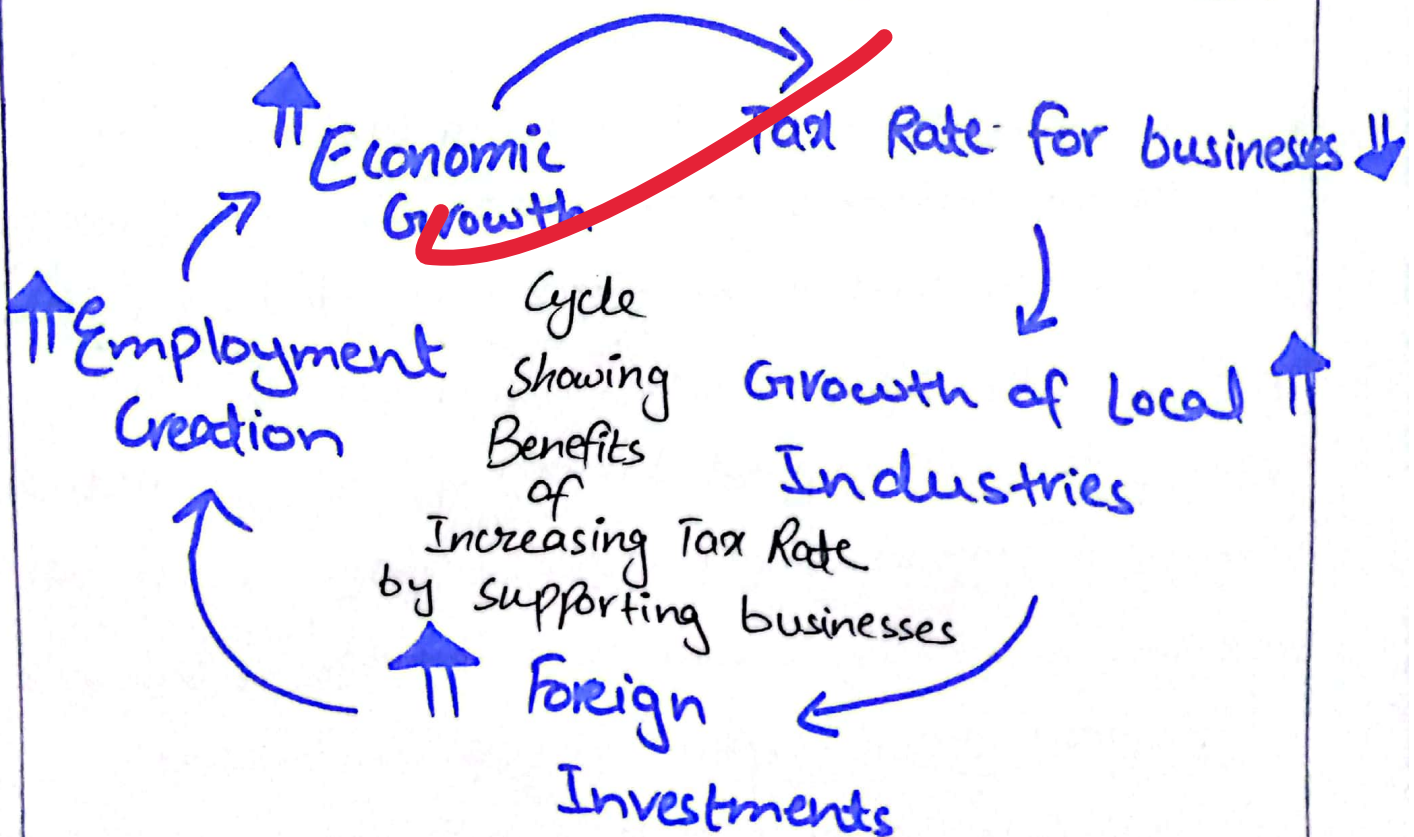 Economic
Growth
Tax Rate for businesses
Employment
Creation
Cycle
Showing
Benefits
of
Increasing Tax Rate
by supporting businesses
Growth of Local
Industries
Foreign
Investments